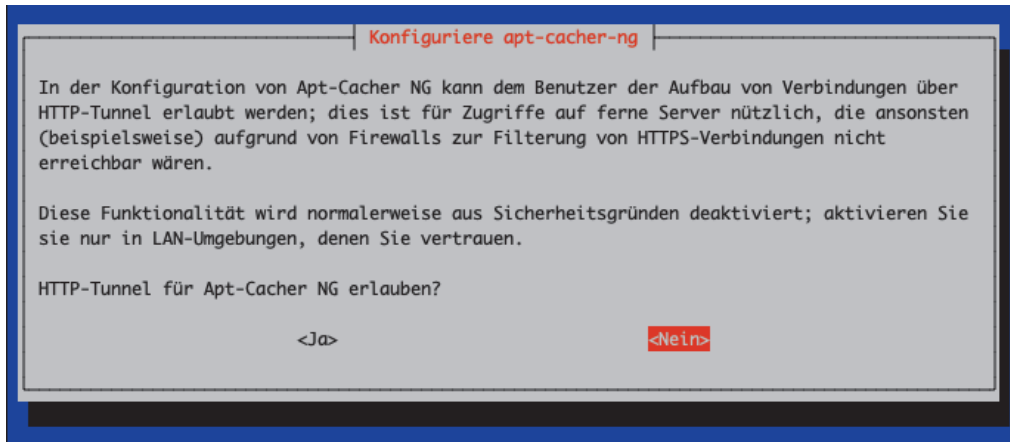 Konfiguriere apt-cacher-ng
In der Konfiguration von Apt-Cacher NG kann dem Benutzer der Aufbau von Verbindungen über
HTTP-Tunnel erlaubt werden; dies ist für Zugriffe auf ferne Server nützlich, die ansonsten
(beispielsweise) aufgrund von Firewalls zur Filterung von HTTPS-Verbindungen nicht
erreichbar wären.
Diese Funktionalität wird normalerweise aus Sicherheitsgründen deaktiviert; aktivieren Sie
sie nur in LAN-Umgebungen, denen Sie vertrauen.
HTTP-Tunnel für Apt-Cacher NG erlauben?
<Ja> <Nein>